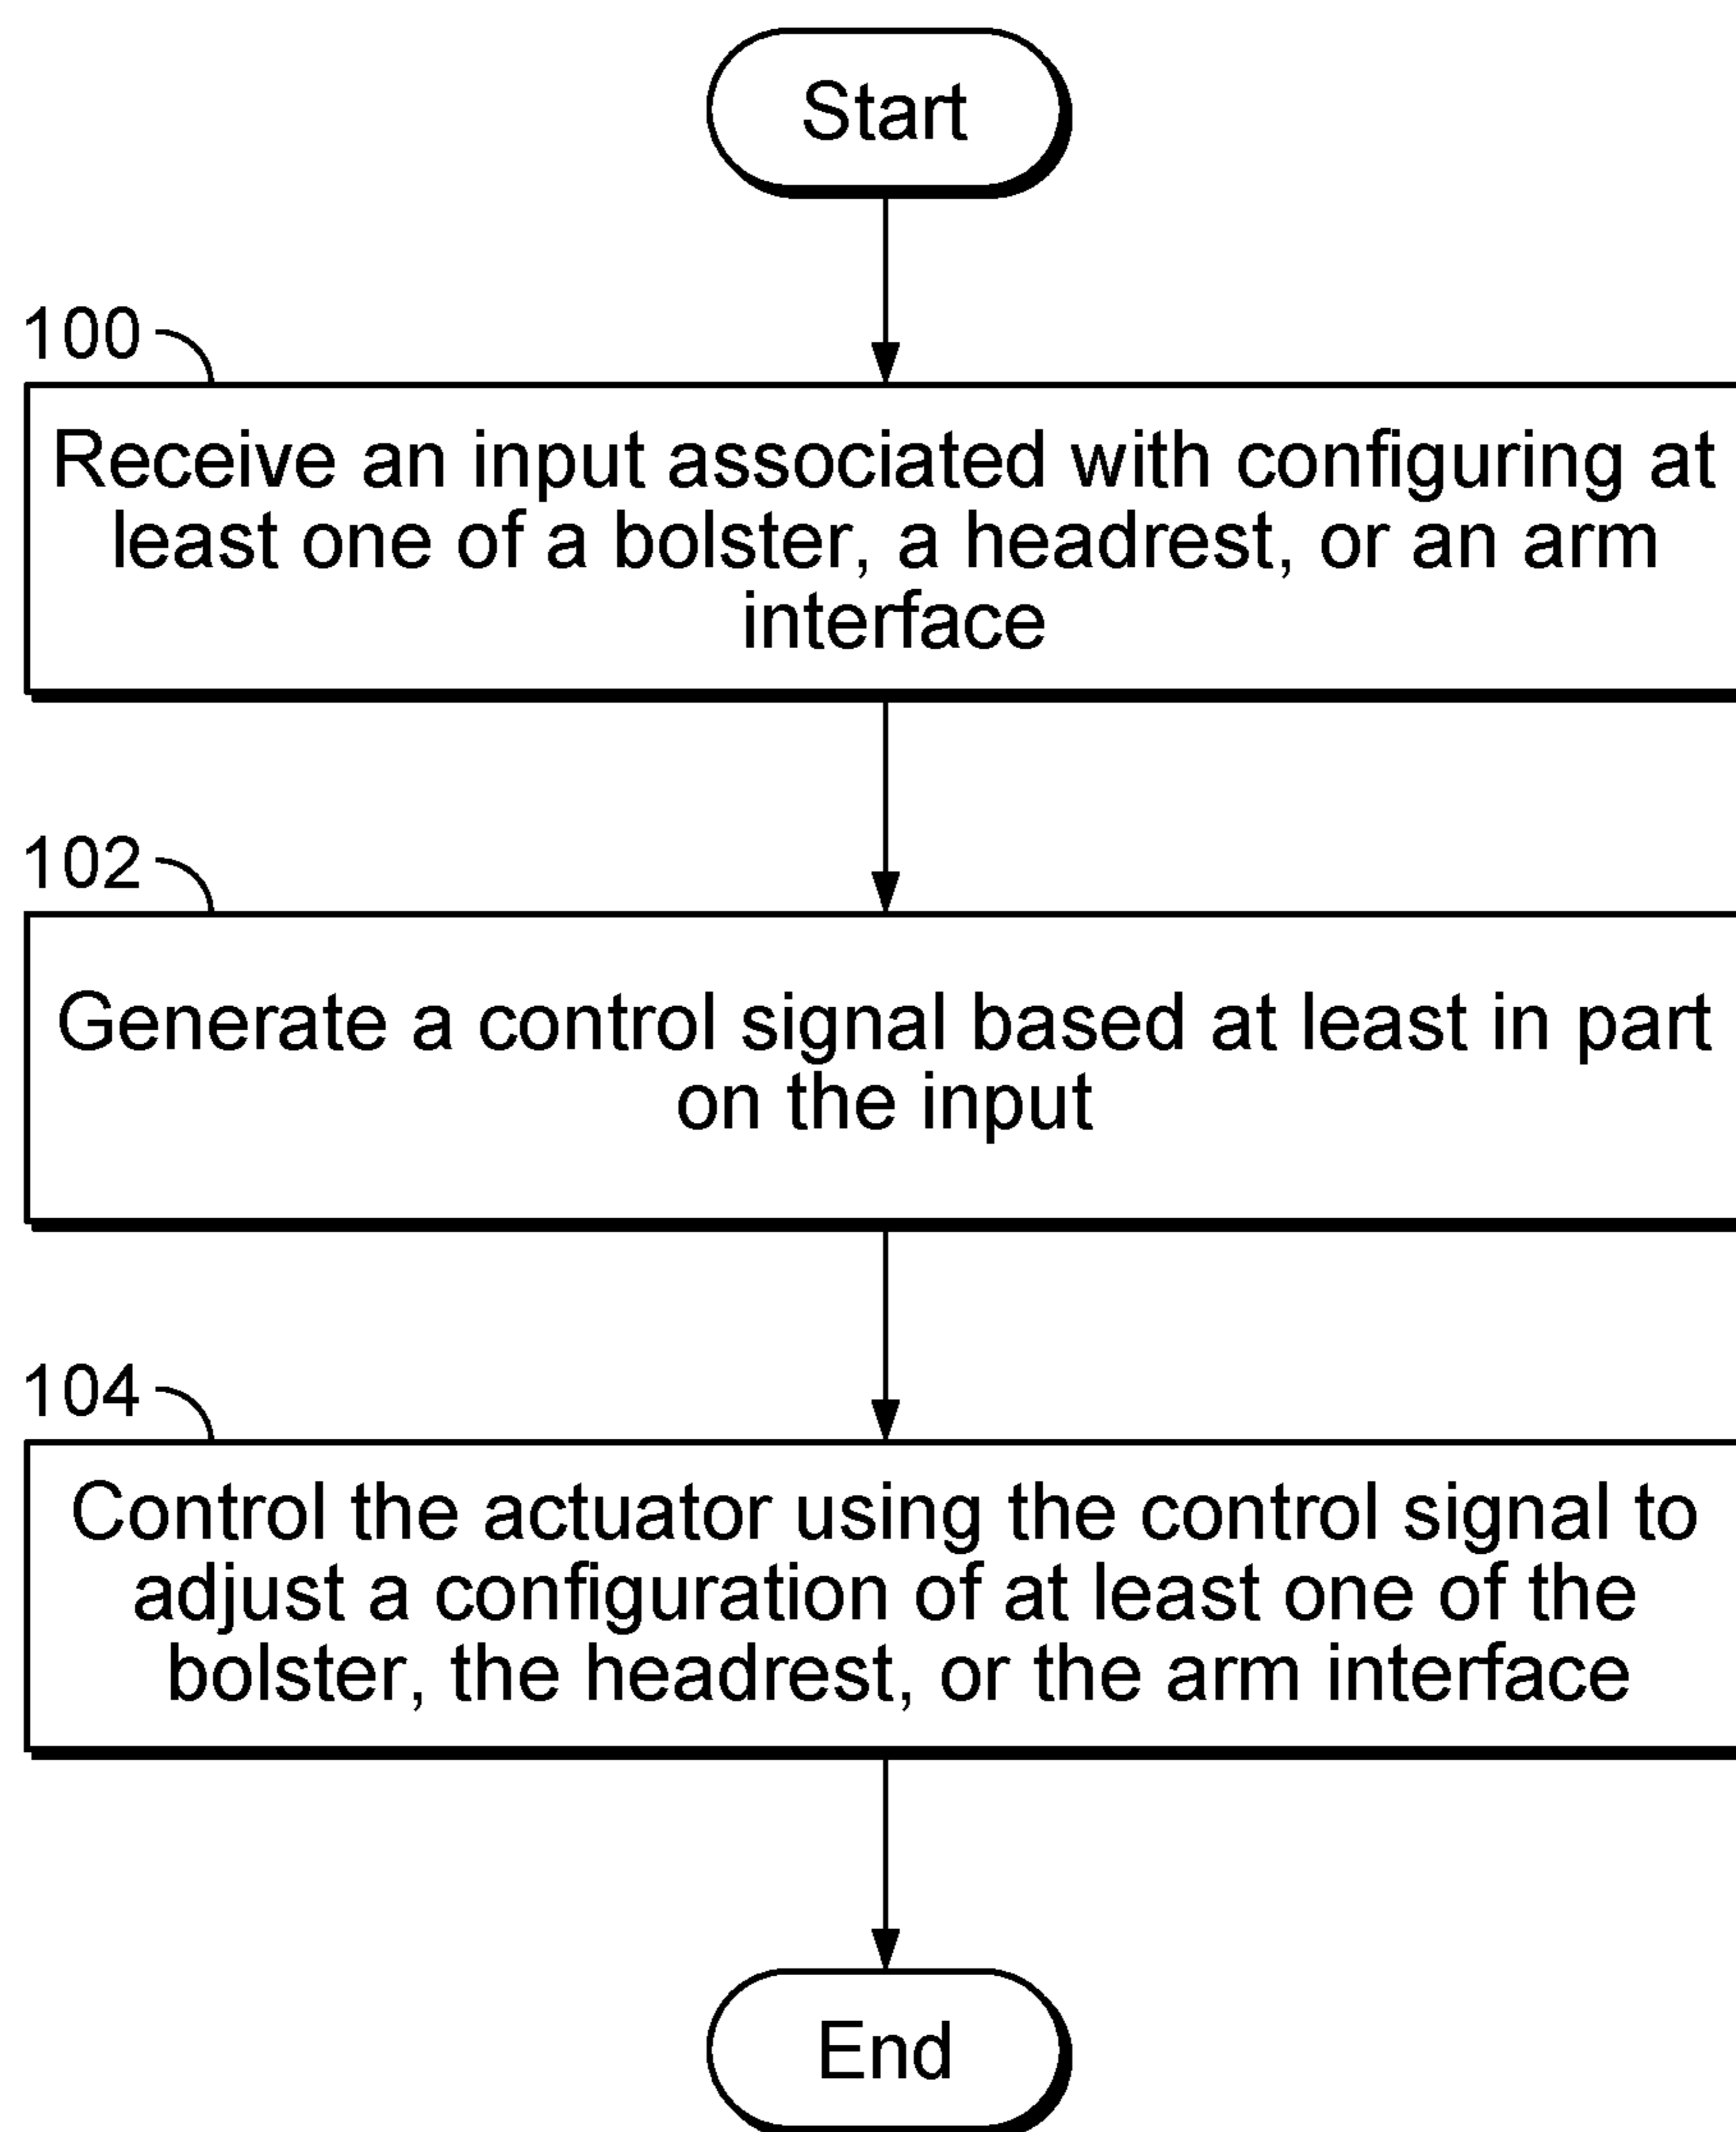 Start
100
Receive an input associated with configuring at
least one of a bolster, a headrest, or an arm
interface
102
Generate a control signal based at least in part
on the input
104
Control the actuator using the control signal to
adjust a configuration of at least one of the
bolster, the headrest, or the arm interface
End